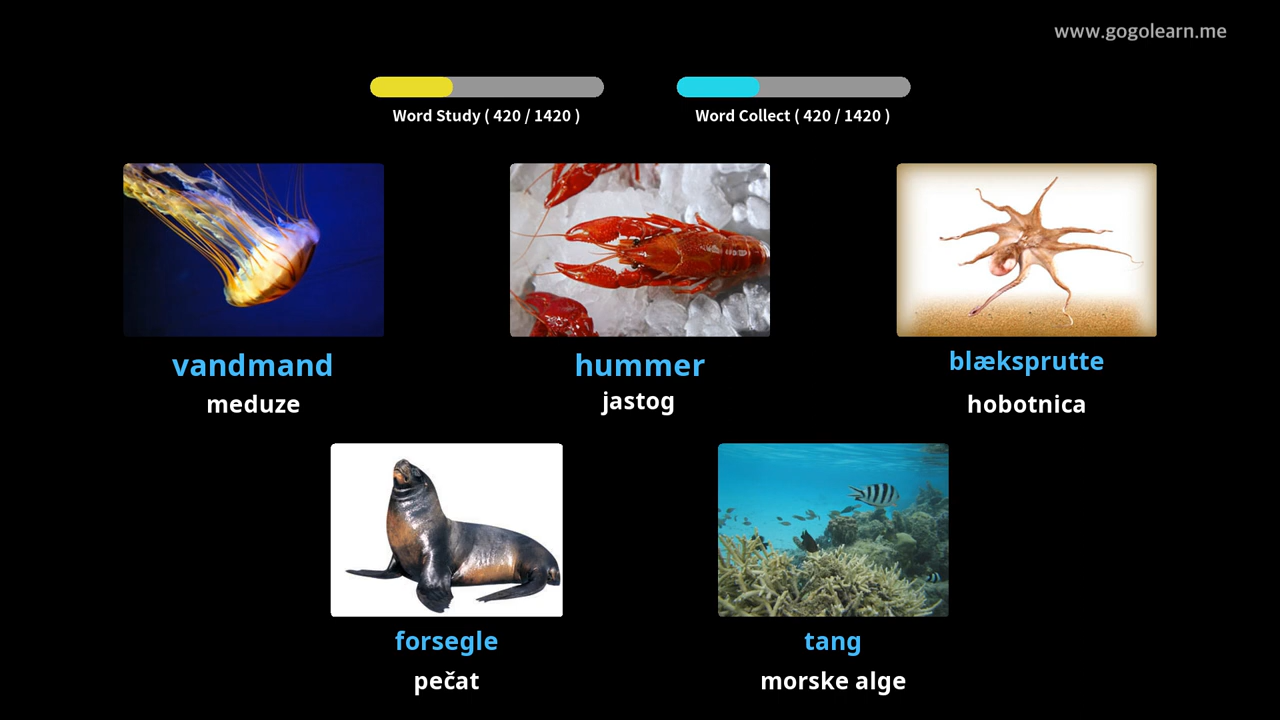 www.gogolearn.me
Word Study ( 420 / 1420 )
Word Collect ( 420 / 1420 )
vandmand
meduze
hummer
jastog
blæksprutte
hobotnica
forsegle
pečat
tang
morske alge